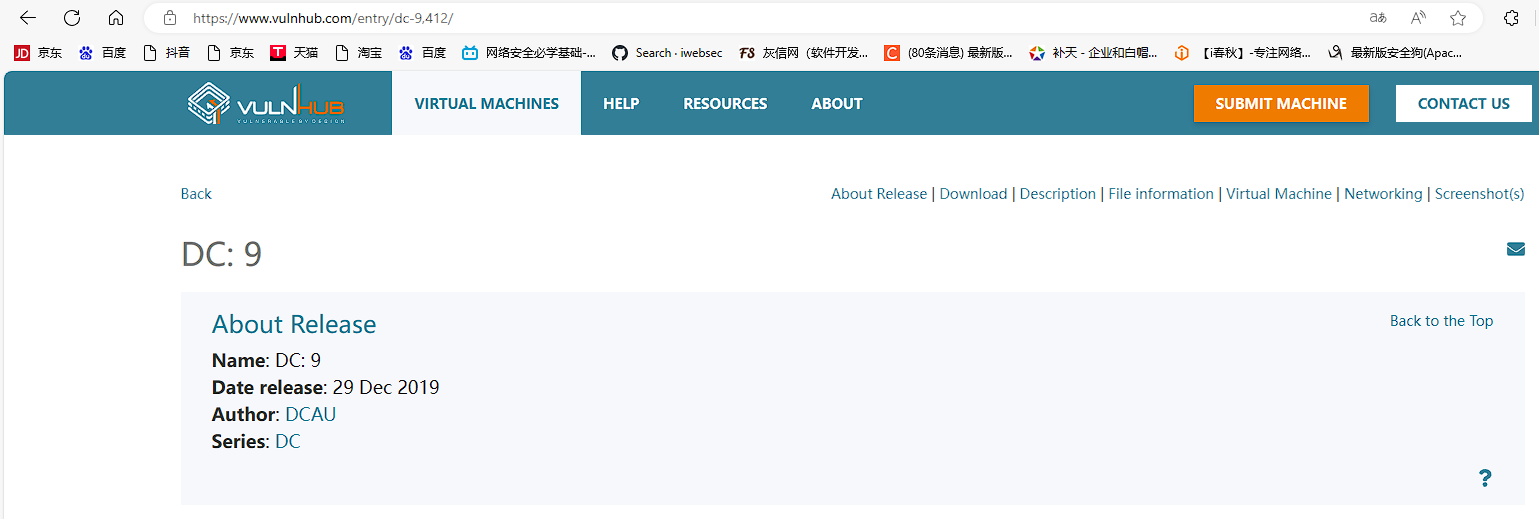 https://www.vulnhub.com/entry/dc-9,412/
JD 京东 百度 抖音 京东 T 天猫 淘宝 百度 网络安全必学基础-... Search · iwebsec FS 灰信网（软件开发... C (80条消息) 最新版... 补天 - 企业和白帽... 【i春秋】-专注网络... 最新版安全狗(Apac...
VULNHUB VIRTUAL MACHINES HELP RESOURCES ABOUT SUBMIT MACHINE CONTACT US
VULNERABLE BY DESIGN
Back About Release | Download | Description | File information | Virtual Machine | Networking | Screenshot(s)
DC: 9
About Release Back to the Top
Name: DC: 9
Date release: 29 Dec 2019
Author: DCAU
Series: DC
?